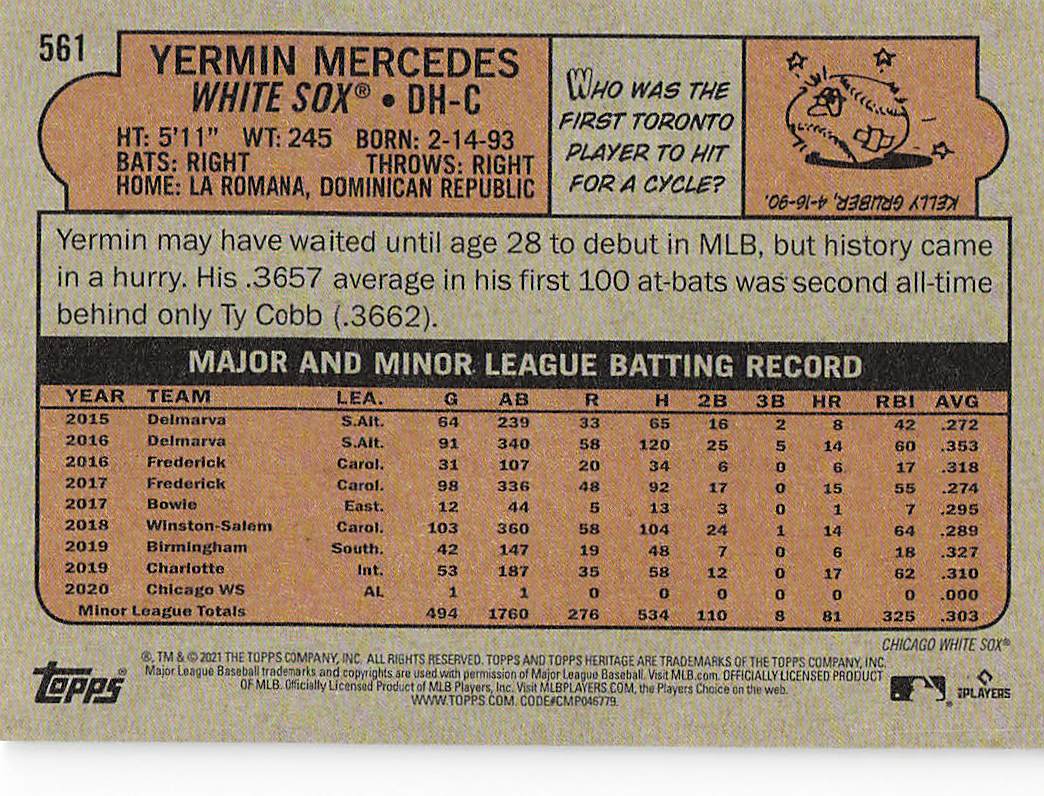 561
YERMIN MERCEDES
WHITE SOX® • DH-C
HT: 5'11" WT: 245 BORN: 2-14-93
BATS: RIGHT THROWS: RIGHT
HOME: LA ROMANA, DOMINICAN REPUBLIC
WHO WAS THE
FIRST TORONTO
PLAYER TO HIT
FOR A CYCLE?
KELLY GRUBER, 4-16-90.
Yermin may have waited until age 28 to debut in MLB, but history came
in a hurry. His .3657 average in his first 100 at-bats was second all-time
behind only Ty Cobb (.3662).
MAJOR AND MINOR LEAGUE BATTING RECORD
YEAR TEAM LEA. G AB R H 2B 3B HR RBI AVG
2015 Delmarva S.Alt. 64 239 33 65 16 2 8 42 .272
2016 Delmarva S.Alt. 91 340 58 120 25 5 14 60 .353
2016 Frederick Carol. 31 107 20 34 6 0 6 17 .318
2017 Frederick Carol. 98 336 48 92 17 0 15 55 .274
2017 Bowie East. 12 44 5 13 3 0 1 7 .295
2018 Winston-Salem Carol. 103 360 58 104 24 1 14 64 .289
2019 Birmingham South. 42 147 19 48 7 0 6 18 .327
2019 Charlotte Int. 53 187 35 58 12 0 17 62 .310
2020 Chicago WS AL 1 1 0 0 0 0 0 0 .000
Minor League Totals 494 1760 276 534 110 8 81 325 .303
CHICAGO WHITE SOX®
®, TM & © 2021 THE TOPPS COMPANY, INC. ALL RIGHTS RESERVED. TOPPS AND TOPPS HERITAGE ARE TRADEMARKS OF THE TOPPS COMPANY, INC.
Major League Baseball trademarks and copyrights are used with permission of Major League Baseball. Visit MLB.com. OFFICIALLY LICENSED PRODUCT
OF MLB. Officially Licensed Product of MLB Players, Inc. Visit MLBPLAYERS.COM, the Players Choice on the web.
WWW.TOPPS.COM. CODE#CMP046779.
Topps®
MLB PLAYERS